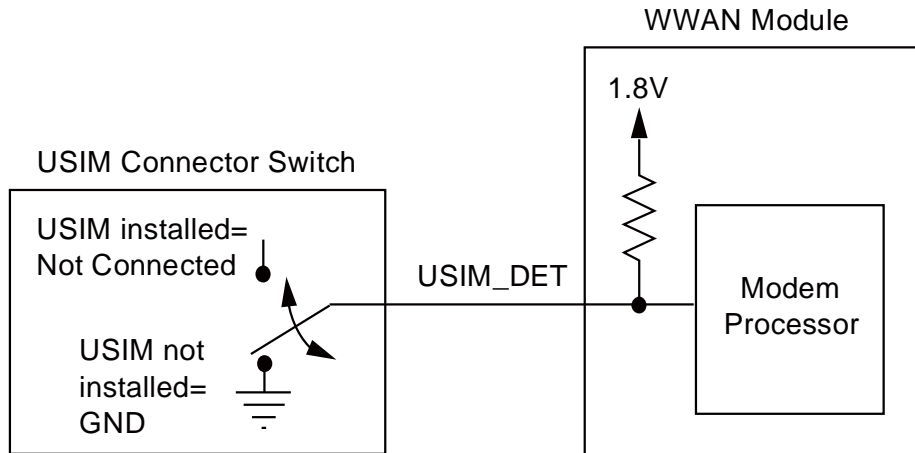 WWAN Module
1.8V
USIM Connector Switch
USIM installed=
Not Connected
USIM_DET
Modem
Processor
USIM not
installed=
GND